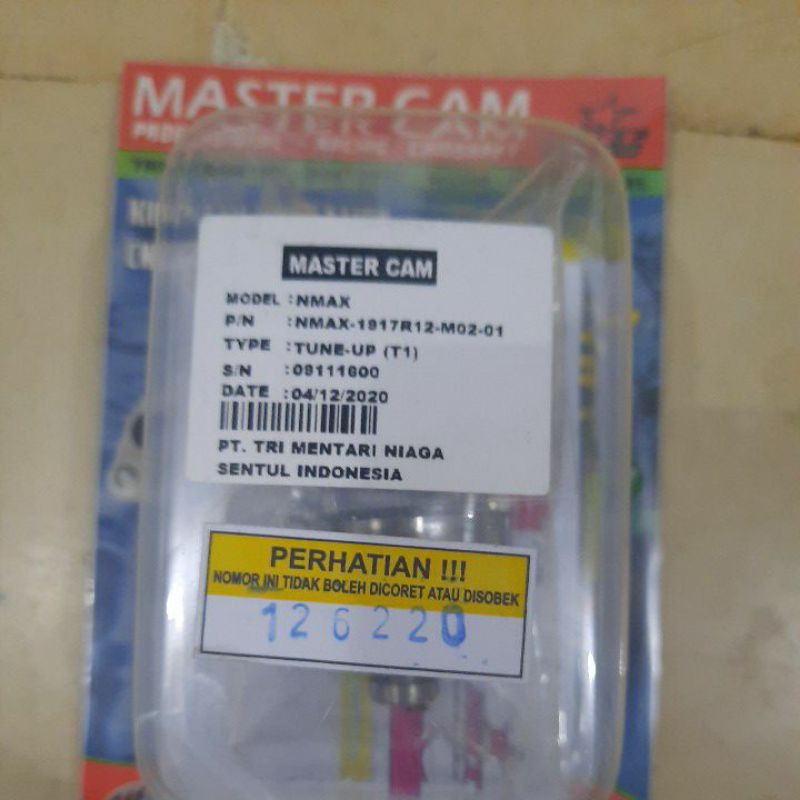 MASTER CAM
MASTER CAM
MODEL : NMAX
P/N : NMAX-1917R12-M02-01
TYPE : TUNE-UP (T1)
S/N : 09111600
DATE : 04/12/2020
PT. TRI MENTARI NIAGA
SENTUL INDONESIA
PERHATIAN !!!
NOMOR INI TIDAK BOLEH DICORET ATAU DISOBEK
126220